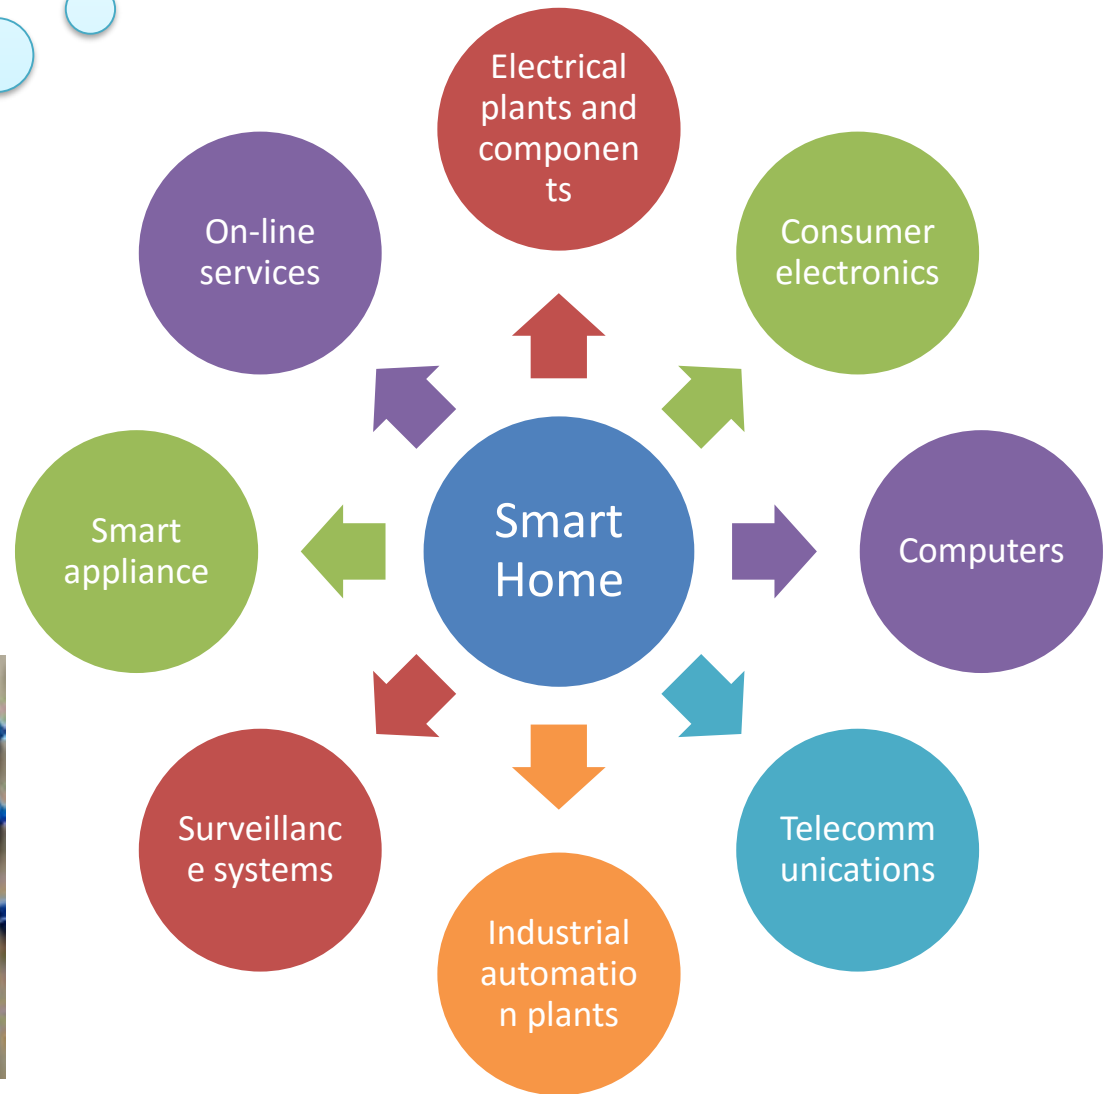 Electrical
plants and
componen
ts
Consumer
electronics
Computers
Telecomm
unications
Industrial
automatio
n plants
Surveillanc
e systems
Smart
appliance
On-line
services
Smart
Home